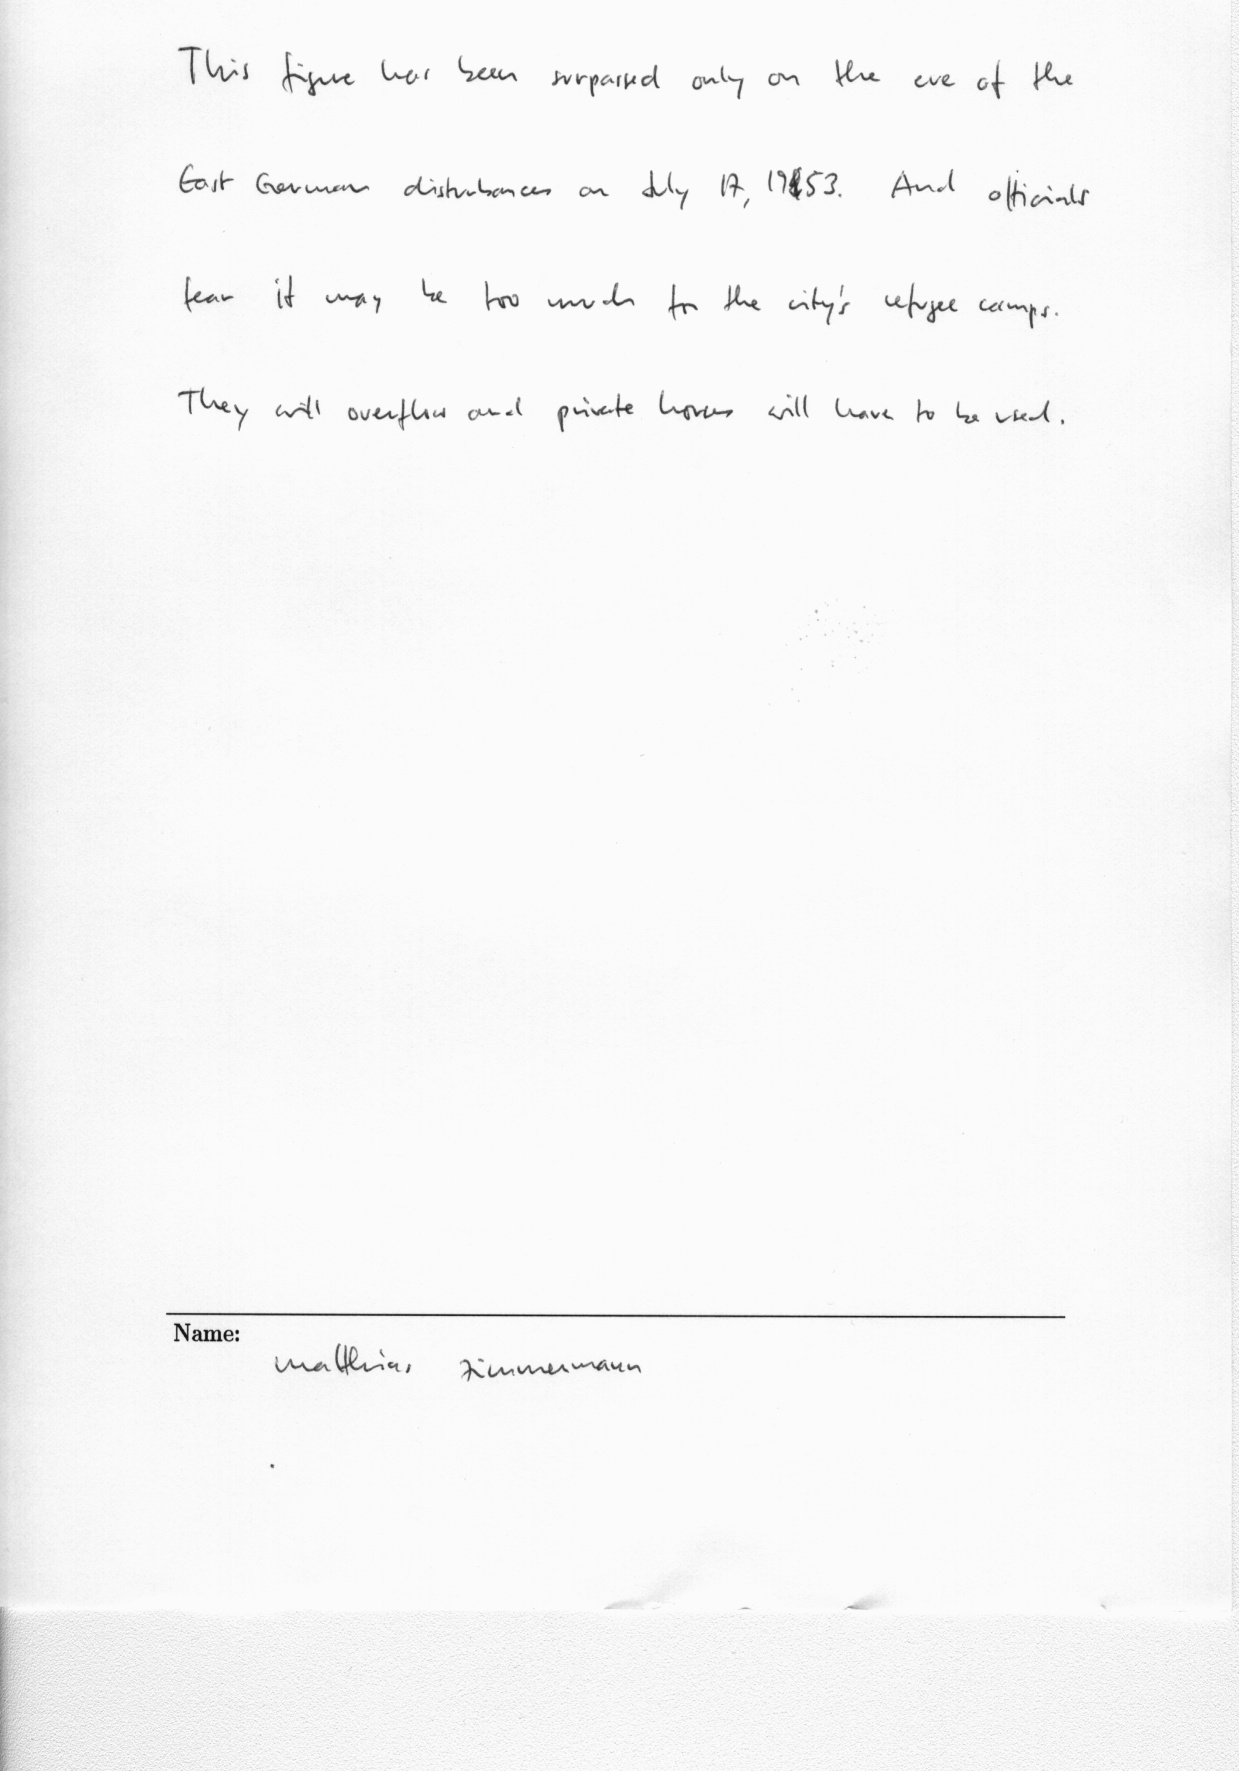 This figure has been surpassed only on the eve of the
East German disturbances on July 17, 1953. And officials
fear it may be too much for the city's refugee camps.
They will overflow and private houses will have to be used.
Name:
Matthias Zimmermann